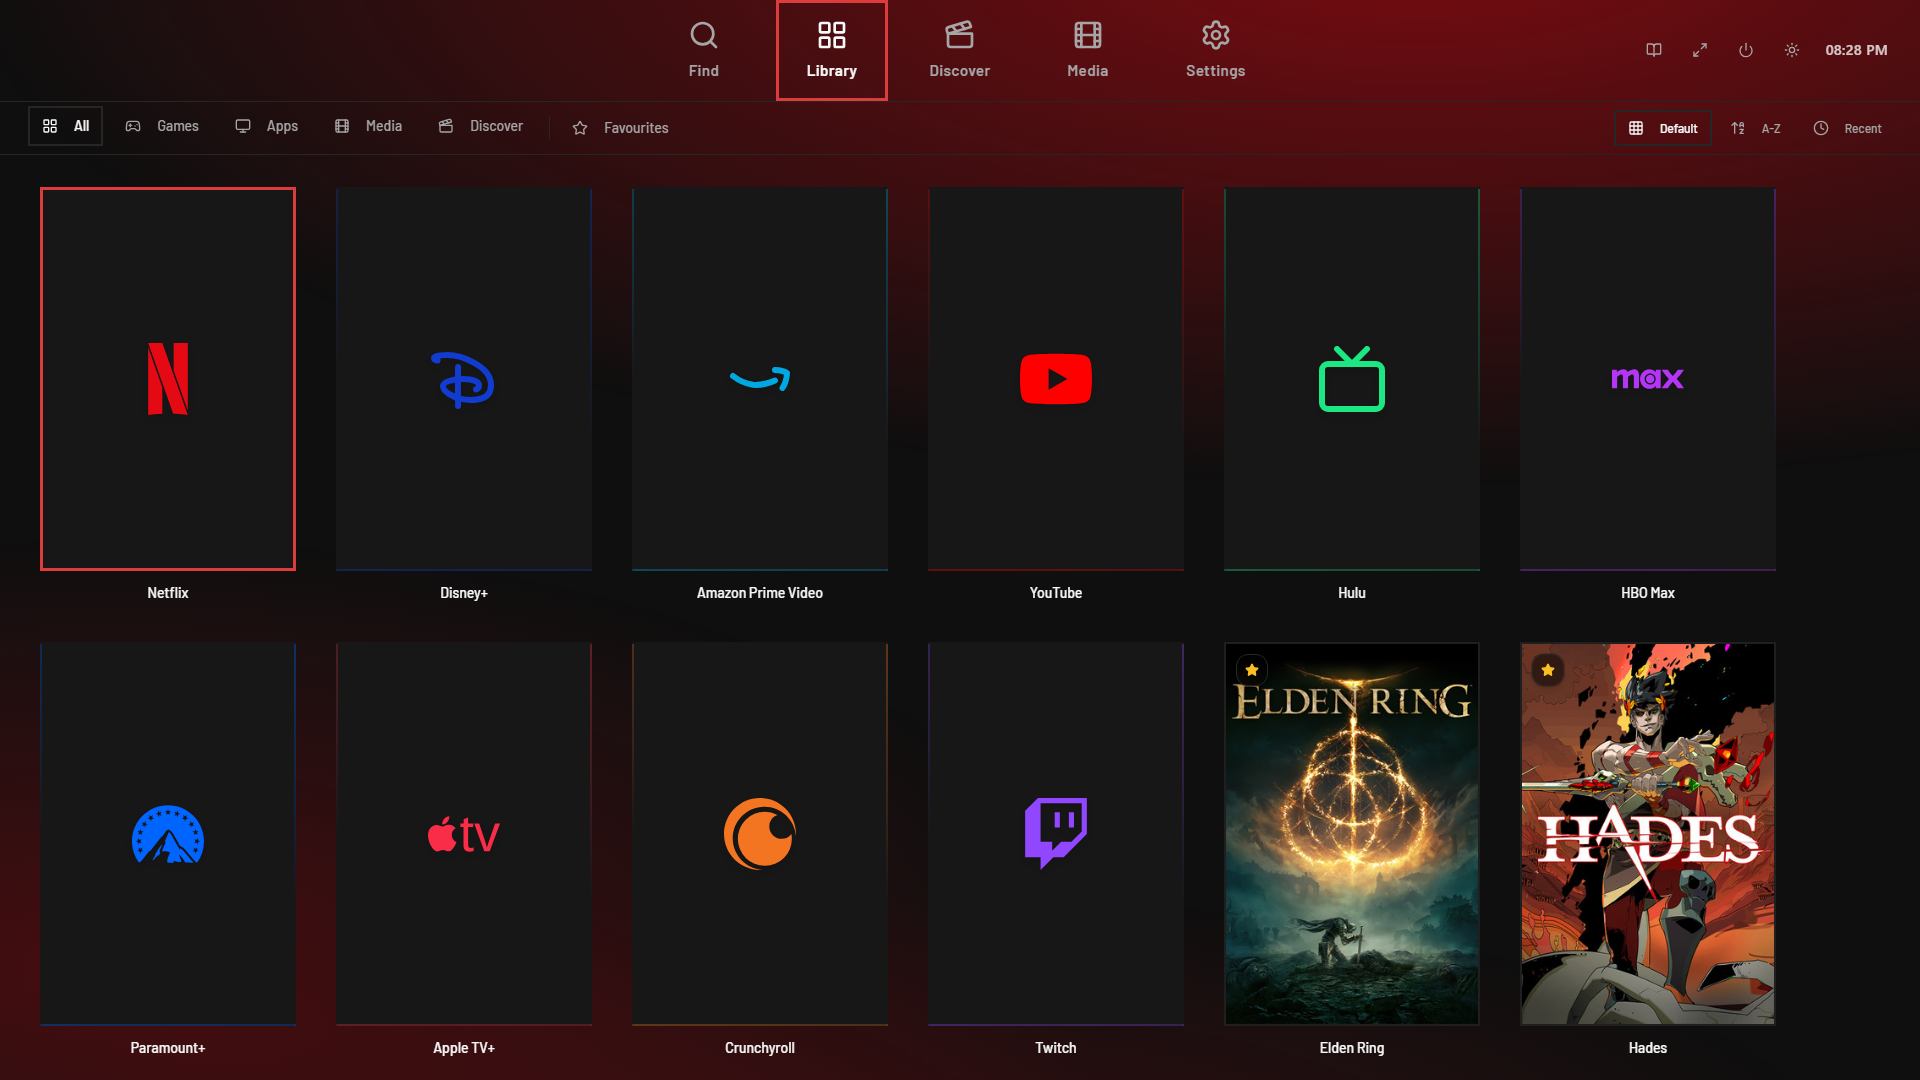 Find
Library
Discover
Media
Settings
08:28 PM
All
Games
Apps
Media
Discover
Favourites
Default
A-Z
Recent
max
Netflix
Disney+
Amazon Prime Video
YouTube
Hulu
HBO Max
tv
ELDEN RING
HADES
Paramount+
Apple TV+
Crunchyroll
Twitch
Elden Ring
Hades